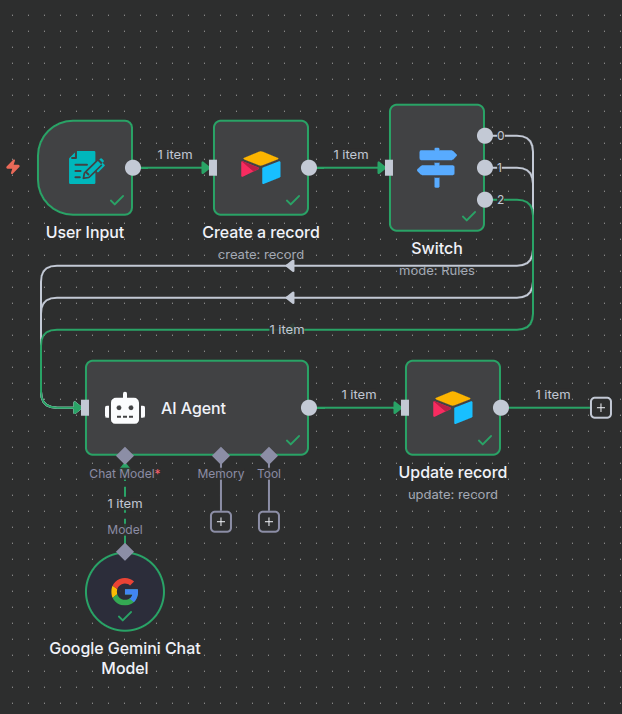 0
1 item
1 item
1
2
User Input
Create a record
create: record
Switch
mode: Rules
1 item
AI Agent
1 item
1 item
+
Chat Model*
Memory
Tool
Update record
update: record
1 item
+
+
Model
Google Gemini Chat
Model